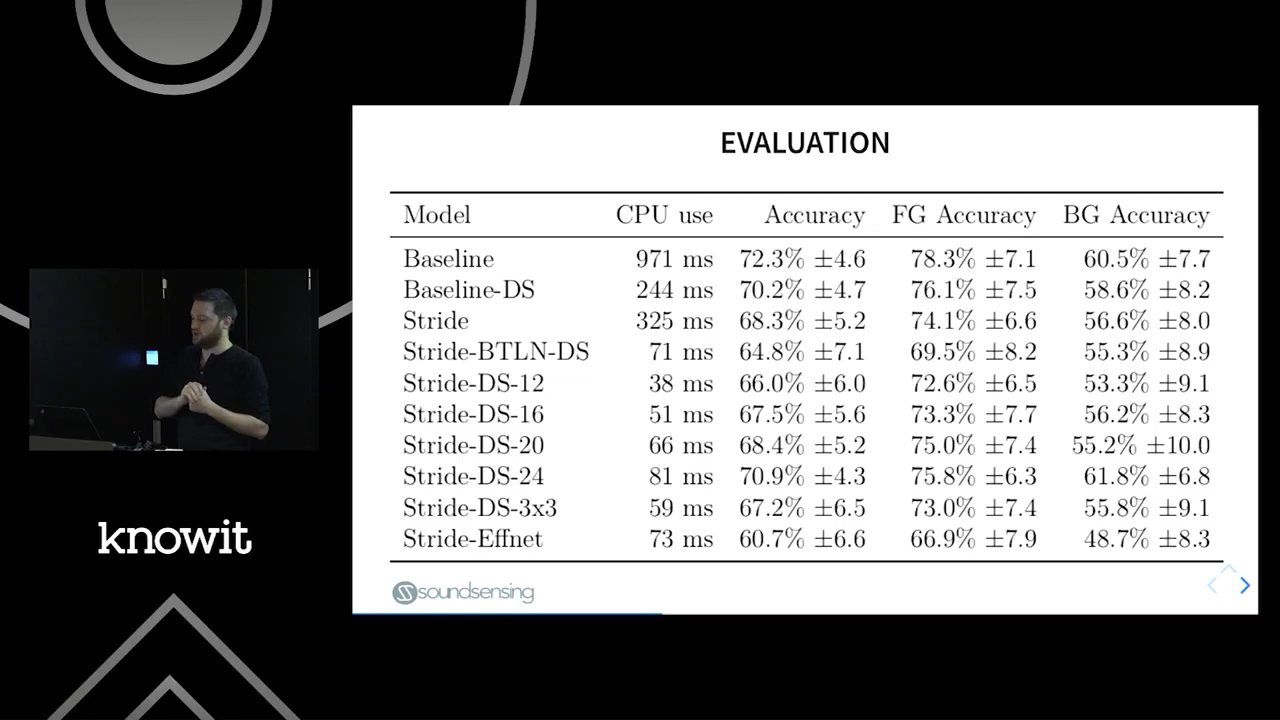 EVALUATION
Model CPU use Accuracy FG Accuracy BG Accuracy
Baseline 971 ms 72.3% ±4.6 78.3% ±7.1 60.5% ±7.7
Baseline-DS 244 ms 70.2% ±4.7 76.1% ±7.5 58.6% ±8.2
Stride 325 ms 68.3% ±5.2 74.1% ±6.6 56.6% ±8.0
Stride-BTLN-DS 71 ms 64.8% ±7.1 69.5% ±8.2 55.3% ±8.9
Stride-DS-12 38 ms 66.0% ±6.0 72.6% ±6.5 53.3% ±9.1
Stride-DS-16 51 ms 67.5% ±5.6 73.3% ±7.7 56.2% ±8.3
Stride-DS-20 66 ms 68.4% ±5.2 75.0% ±7.4 55.2% ±10.0
Stride-DS-24 81 ms 70.9% ±4.3 75.8% ±6.3 61.8% ±6.8
Stride-DS-3x3 59 ms 67.2% ±6.5 73.0% ±7.4 55.8% ±9.1
Stride-Effnet 73 ms 60.7% ±6.6 66.9% ±7.9 48.7% ±8.3
soundsensing
knowit